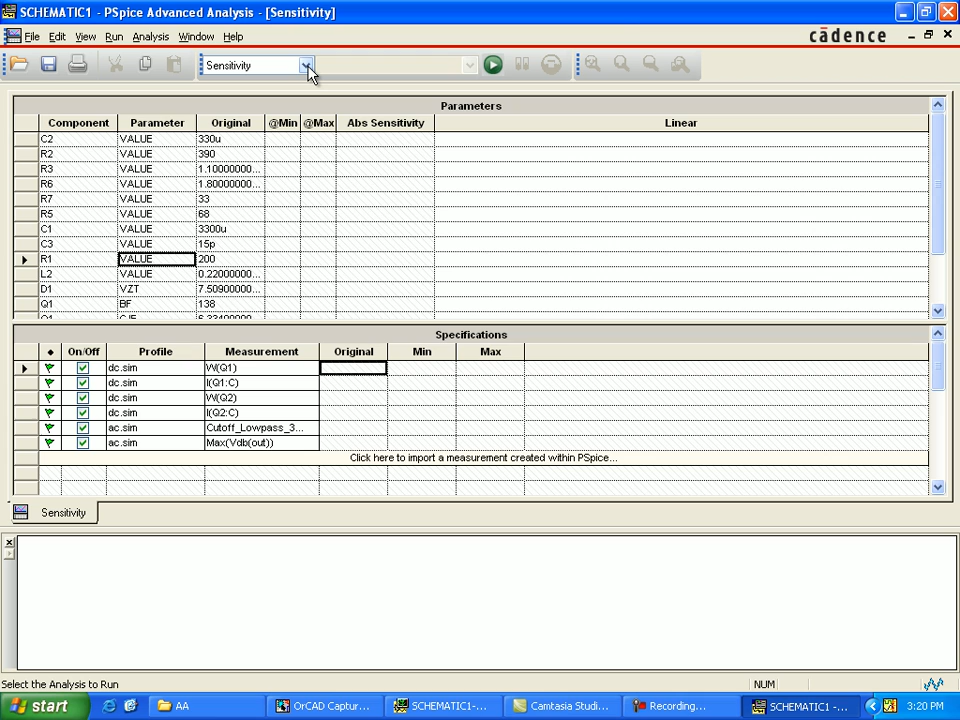 SCHEMATIC1 - PSpice Advanced Analysis - [Sensitivity]
File Edit View Run Analysis Window Help
cādence
Sensitivity
Parameters
Component Parameter Original @Min @Max Abs Sensitivity Linear
C2 VALUE 330u
R2 VALUE 390
R3 VALUE 1.10000000...
R6 VALUE 1.80000000...
R7 VALUE 33
R5 VALUE 68
C1 VALUE 3300u
C3 VALUE 15p
R1 VALUE 200
L2 VALUE 0.22000000...
D1 VZT 7.50900000...
Q1 BF 138
Specifications
On/Off Profile Measurement Original Min Max
dc.sim W(Q1)
dc.sim I(Q1:C)
dc.sim W(Q2)
dc.sim I(Q2:C)
ac.sim Cutoff_Lowpass_3...
ac.sim Max(Vdb(out))
Click here to import a measurement created within PSpice...
Sensitivity
Select the Analysis to Run NUM
start AA OrCAD Captur... SCHEMATIC1-... Camtasia Studi... Recording... SCHEMATIC1 -... 3:20 PM